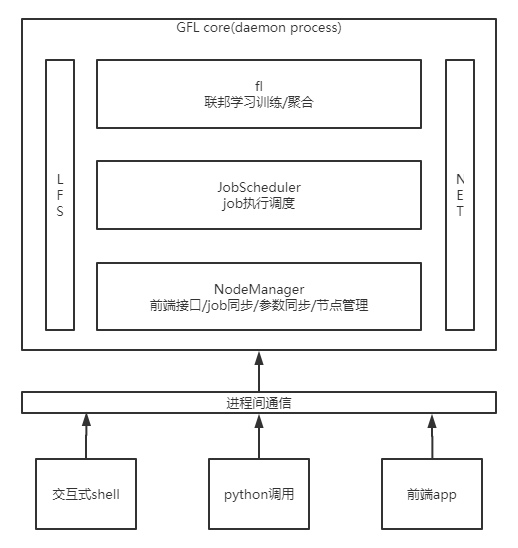 GFL core(daemon process)
LFS
fl
联邦学习训练/聚合
JobScheduler
job执行调度
NodeManager
前端接口/job同步/参数同步/节点管理
NET
进程间通信
交互式shell
python调用
前端app